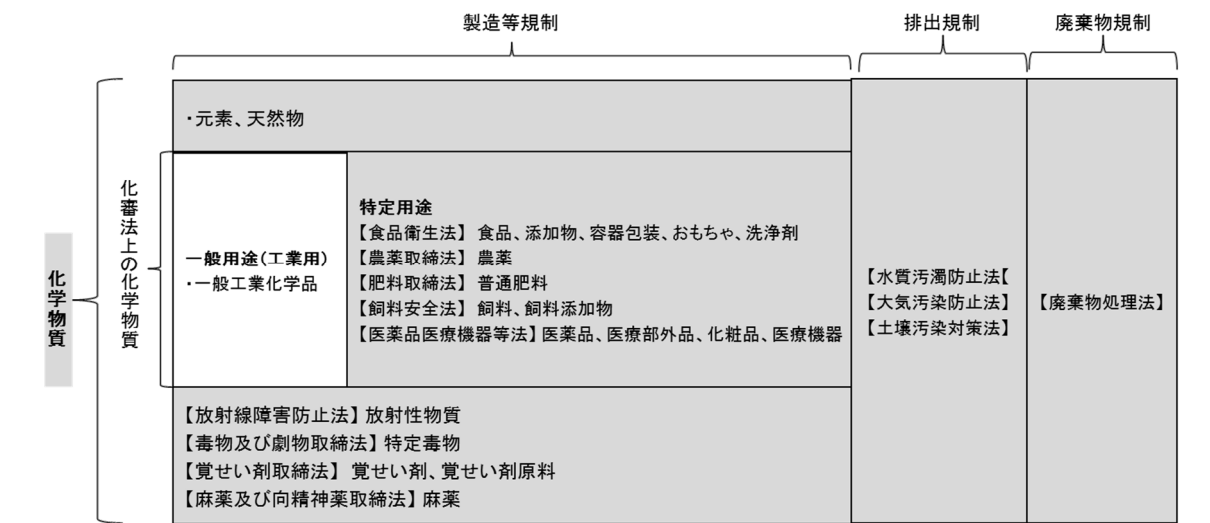 製造等規制
排出規制
廃棄物規制
化学物質
化審法上の化学物質
・元素、天然物
一般用途(工業用)
・一般工業化学品
特定用途
【食品衛生法】 食品、添加物、容器包装、おもちゃ、洗浄剤
【農薬取締法】 農薬
【肥料取締法】 普通肥料
【飼料安全法】 飼料、飼料添加物
【医薬品医療機器等法】医薬品、医療部外品、化粧品、医療機器
【放射線障害防止法】放射性物質
【毒物及び劇物取締法】特定毒物
【覚せい剤取締法】 覚せい剤、覚せい剤原料
【麻薬及び向精神薬取締法】麻薬
【水質汚濁防止法【
【大気汚染防止法】
【土壌汚染対策法】
【廃棄物処理法】